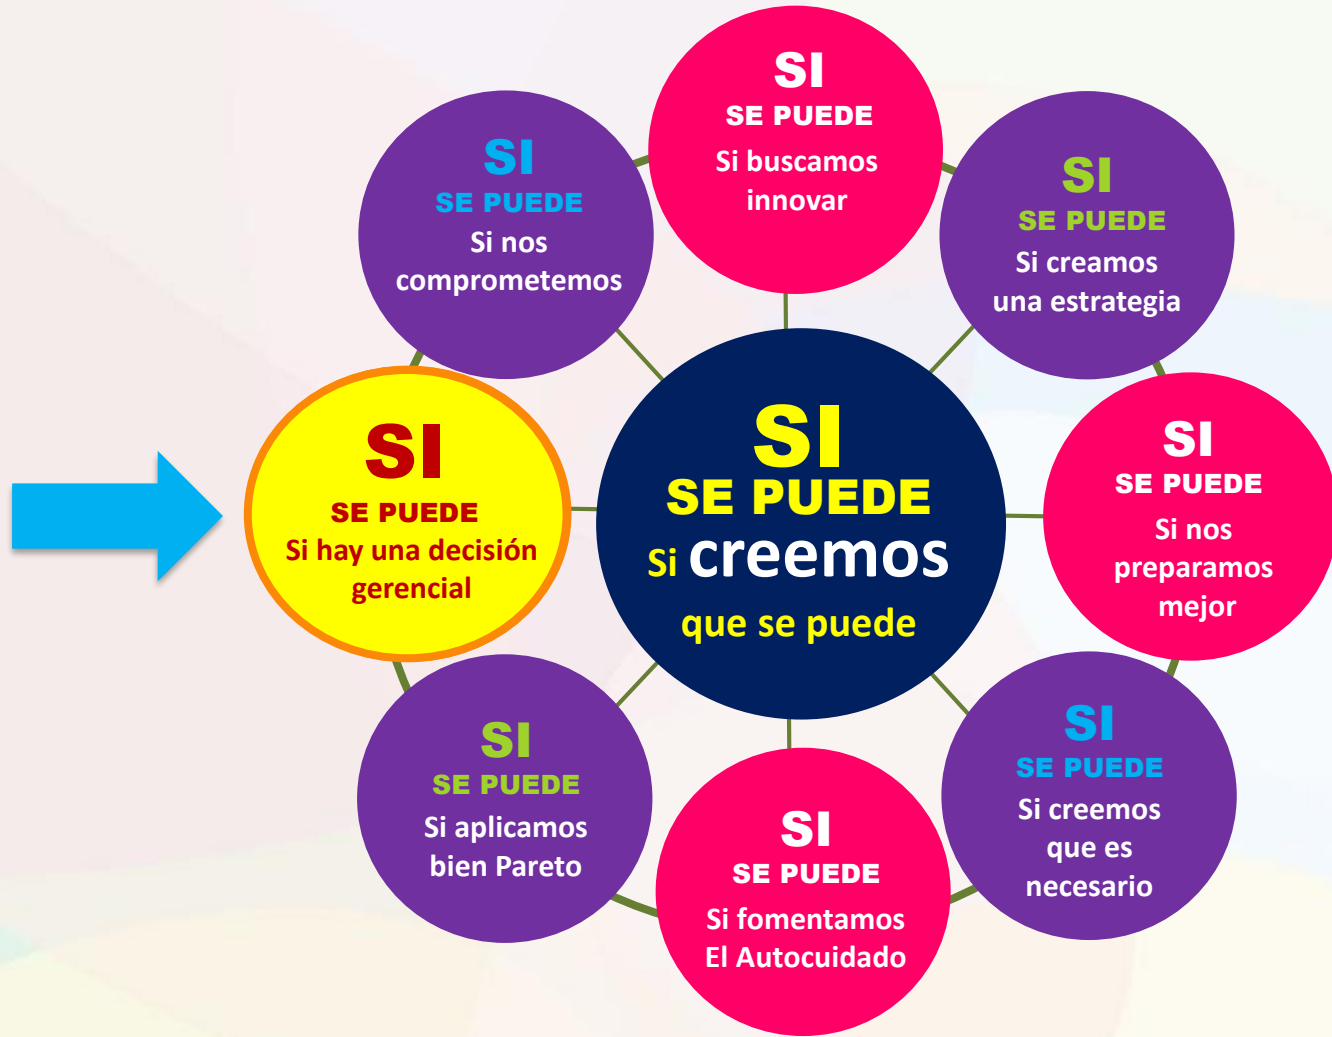 SI
SE PUEDE
Si buscamos
innovar
SI
SE PUEDE
Si nos
comprometemos
SI
SE PUEDE
Si creamos
una estrategia
SI
SE PUEDE
Si hay una decisión
gerencial
SI
SE PUEDE
Si creemos
que se puede
SI
SE PUEDE
Si nos
preparamos
mejor
SI
SE PUEDE
Si aplicamos
bien Pareto
SI
SE PUEDE
Si creemos
que es
necesario
SI
SE PUEDE
Si fomentamos
El Autocuidado